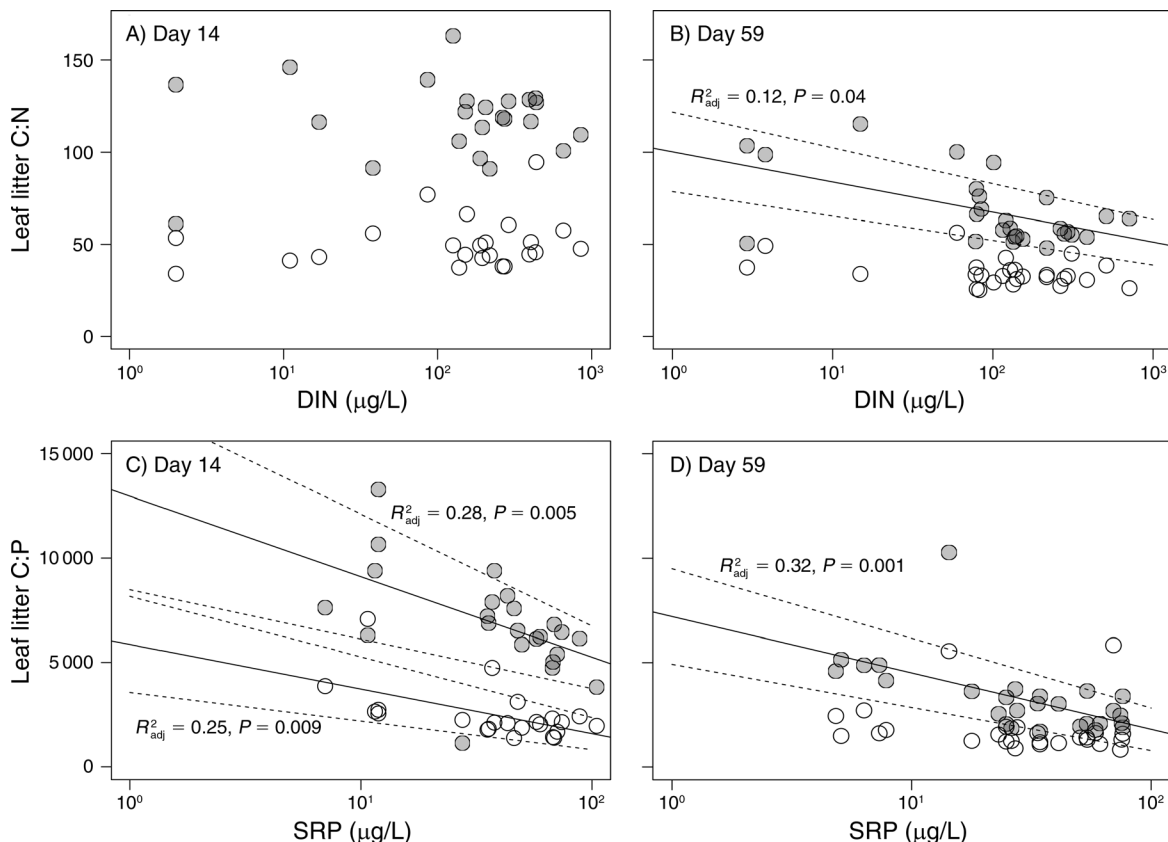 A) Day 14
B) Day 59
R²adj = 0.12, P = 0.04
Leaf litter C:N
150
100
50
0
10⁰
10¹
10²
10³
DIN (µg/L)
10⁰
10¹
10²
10³
DIN (µg/L)
C) Day 14
D) Day 59
R²adj = 0.28, P = 0.005
R²adj = 0.32, P = 0.001
R²adj = 0.25, P = 0.009
Leaf litter C:P
15 000
10 000
5 000
0
10⁰
10¹
10²
SRP (µg/L)
10⁰
10¹
10²
SRP (µg/L)